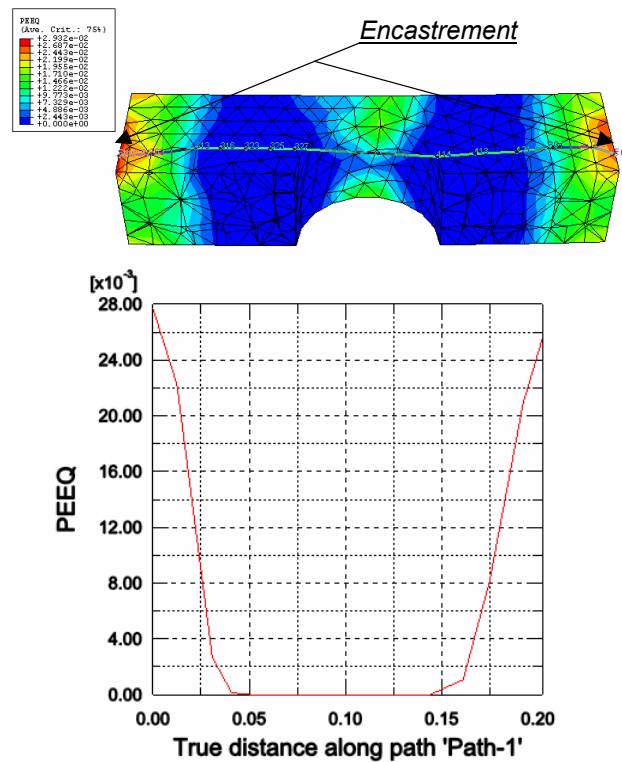 PEEQ
(Ave. Crit.: 75%)
+2.932e-02
+2.687e-02
+2.443e-02
+2.199e-02
+1.955e-02
+1.710e-02
+1.466e-02
+1.222e-02
+9.773e-03
+7.329e-03
+4.886e-03
+2.443e-03
+0.000e+00
Encastrement
[x10⁻³]
28.00
24.00
20.00
16.00
12.00
8.00
4.00
0.00
PEEQ
0.00 0.05 0.10 0.15 0.20
True distance along path 'Path-1'